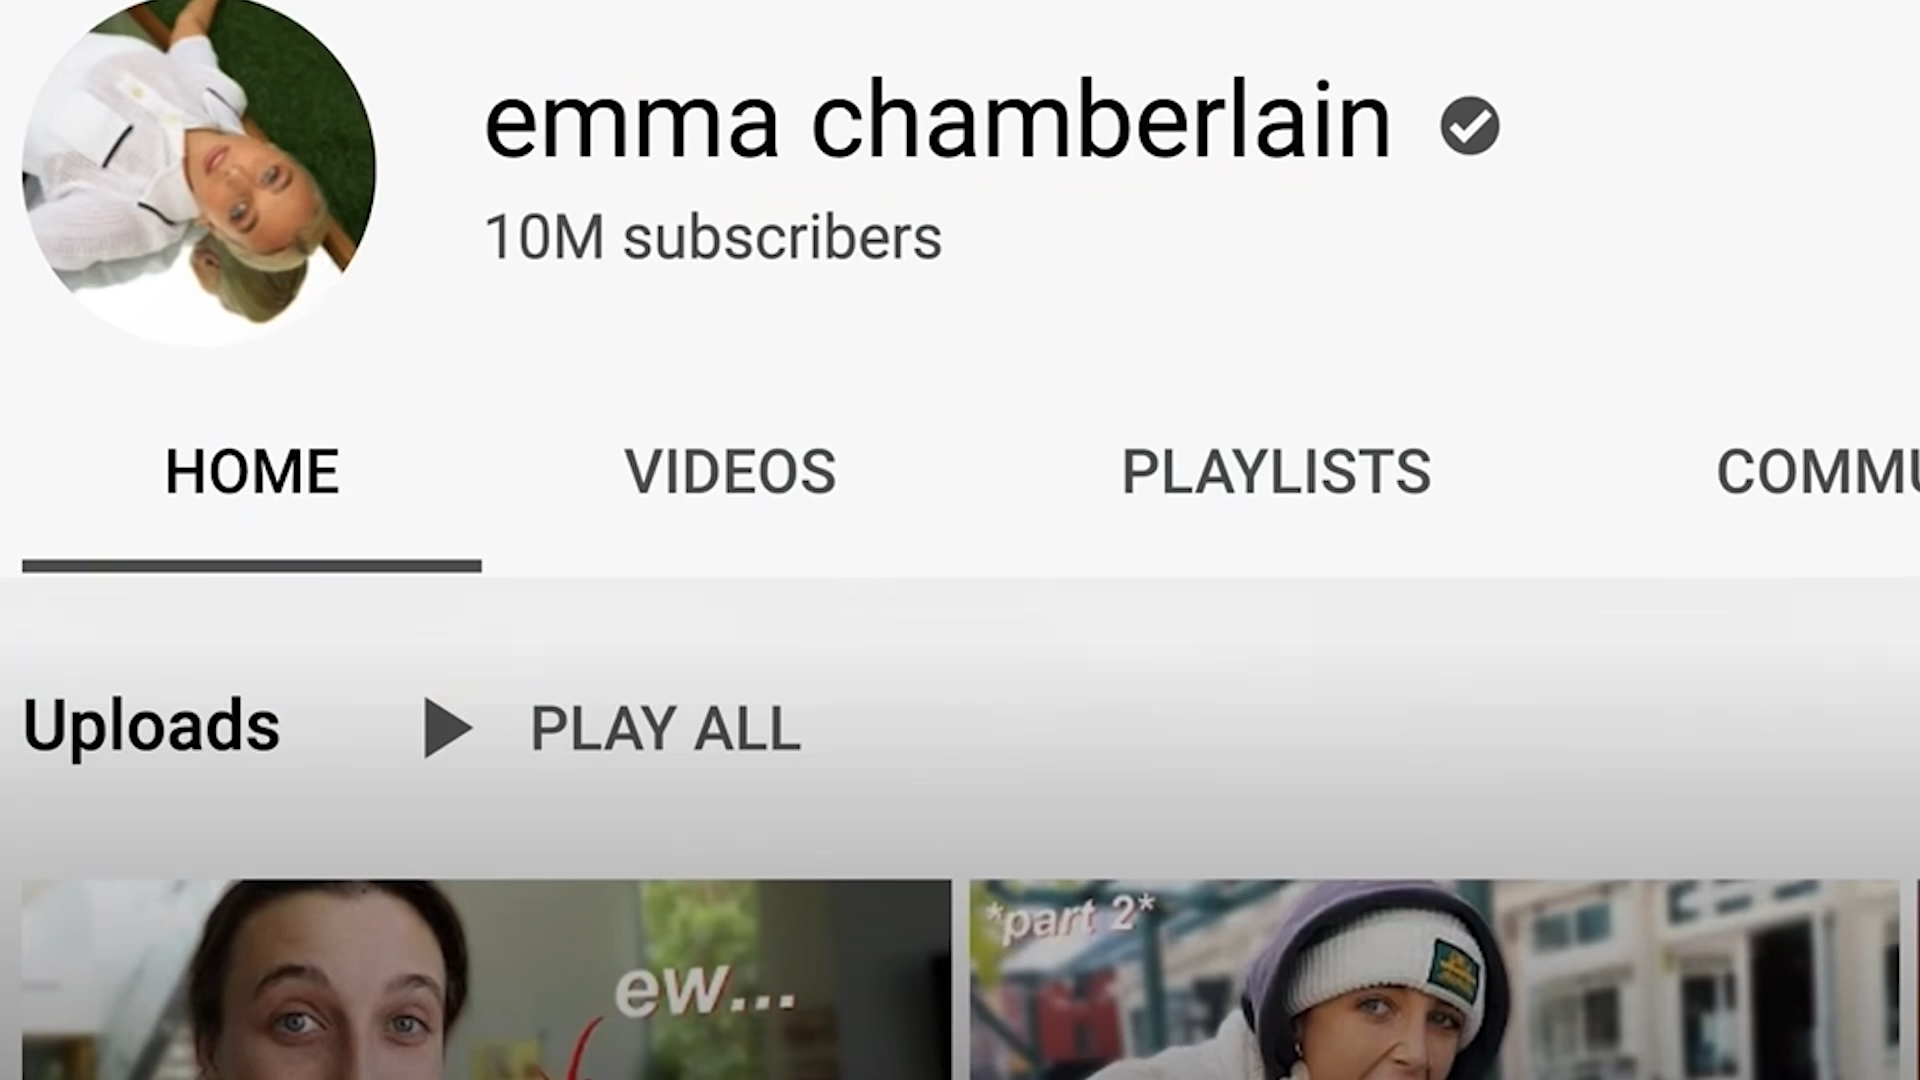 emma chamberlain
10M subscribers
HOME VIDEOS PLAYLISTS COMMU
Uploads PLAY ALL
ew...
*part 2*